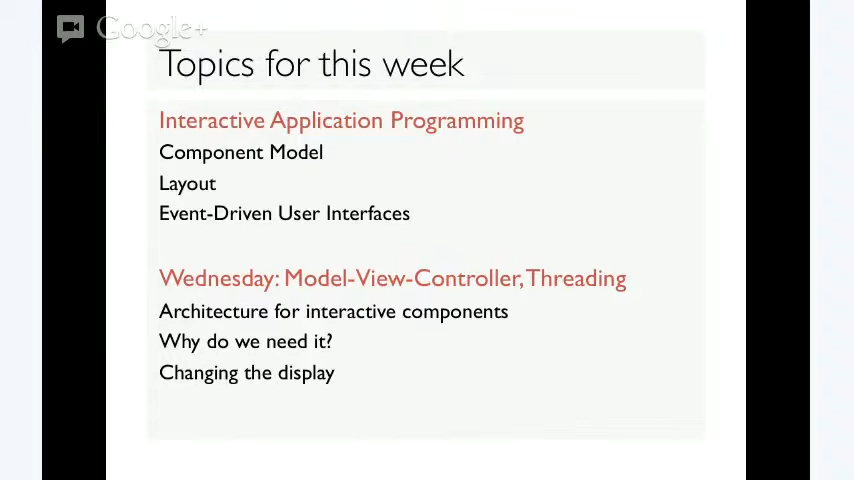 Google+
Topics for this week
Interactive Application Programming
Component Model
Layout
Event-Driven User Interfaces
Wednesday: Model-View-Controller, Threading
Architecture for interactive components
Why do we need it?
Changing the display